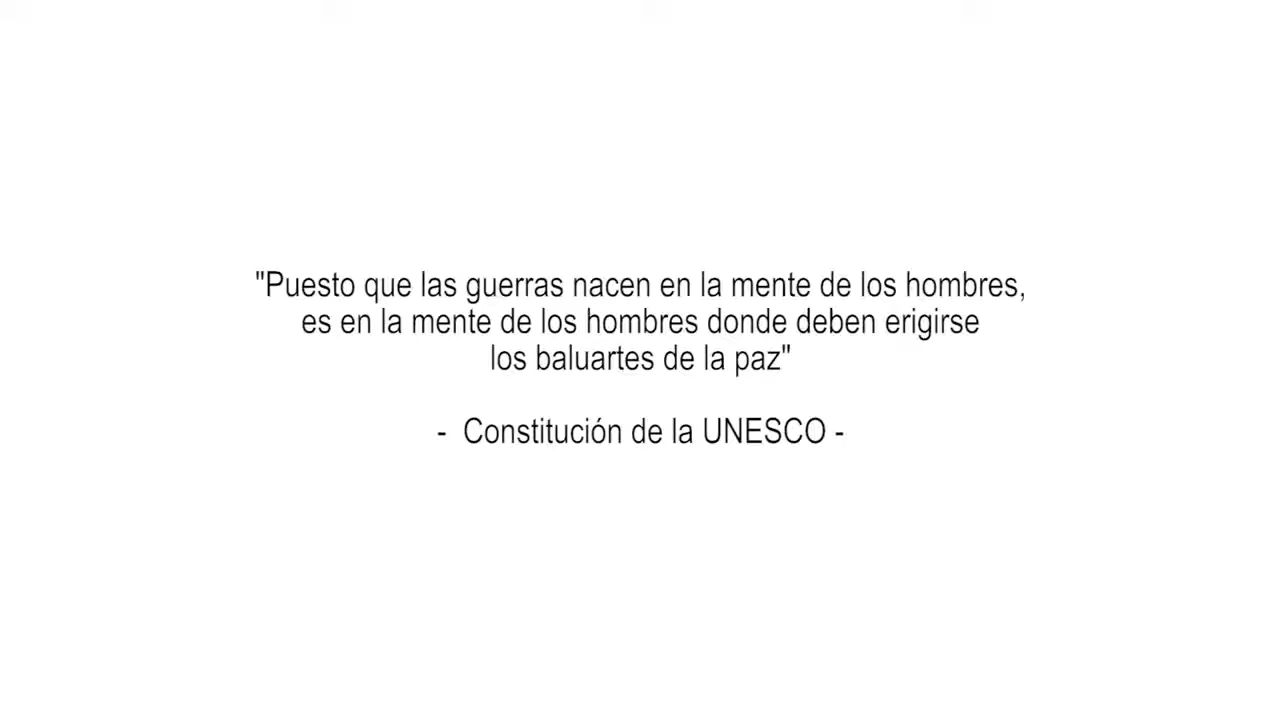 "Puesto que las guerras nacen en la mente de los hombres,
es en la mente de los hombres donde deben erigirse
los baluartes de la paz"
- Constitución de la UNESCO -